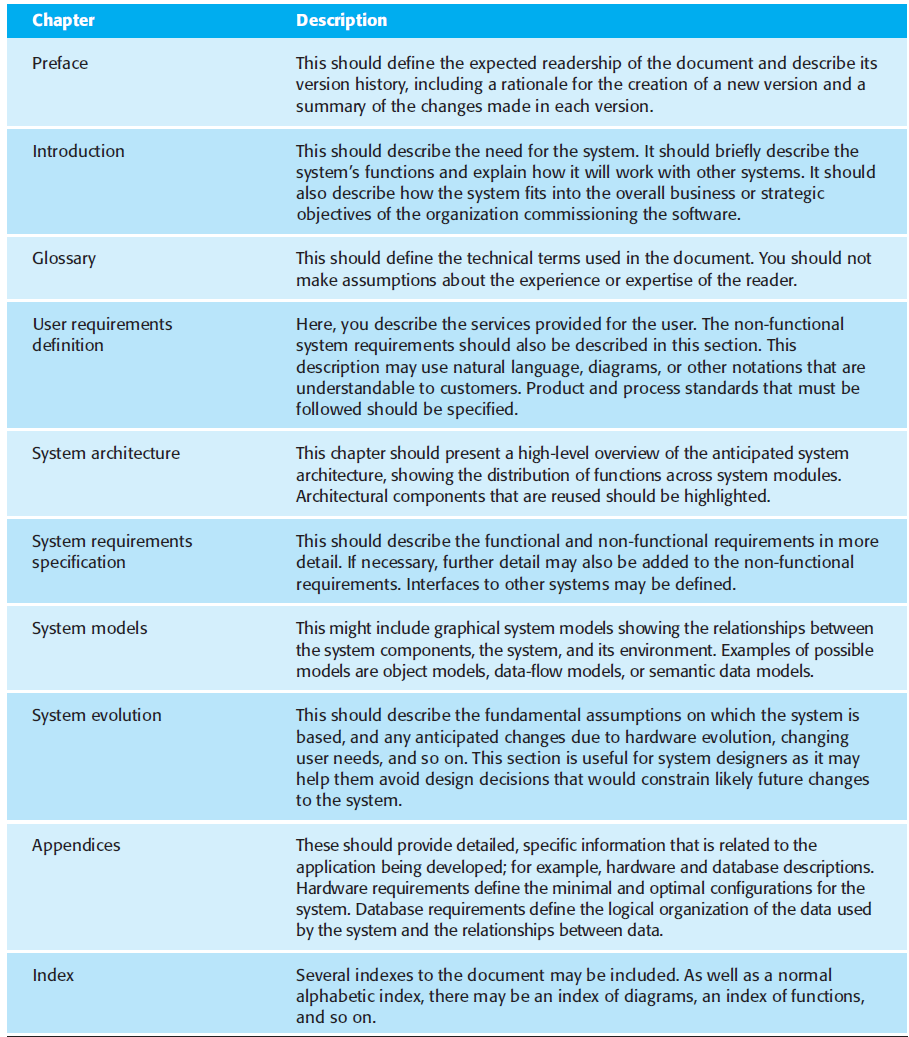 Chapter Description
Preface This should define the expected readership of the document and describe its
version history, including a rationale for the creation of a new version and a
summary of the changes made in each version.
Introduction This should describe the need for the system. It should briefly describe the
system’s functions and explain how it will work with other systems. It should
also describe how the system fits into the overall business or strategic
objectives of the organization commissioning the software.
Glossary This should define the technical terms used in the document. You should not
make assumptions about the experience or expertise of the reader.
User requirements Here, you describe the services provided for the user. The non-functional
definition system requirements should also be described in this section. This
description may use natural language, diagrams, or other notations that are
understandable to customers. Product and process standards that must be
followed should be specified.
System architecture This chapter should present a high-level overview of the anticipated system
architecture, showing the distribution of functions across system modules.
Architectural components that are reused should be highlighted.
System requirements This should describe the functional and non-functional requirements in more
specification detail. If necessary, further detail may also be added to the non-functional
requirements. Interfaces to other systems may be defined.
System models This might include graphical system models showing the relationships between
the system components, the system, and its environment. Examples of possible
models are object models, data-flow models, or semantic data models.
System evolution This should describe the fundamental assumptions on which the system is
based, and any anticipated changes due to hardware evolution, changing
user needs, and so on. This section is useful for system designers as it may
help them avoid design decisions that would constrain likely future changes
to the system.
Appendices These should provide detailed, specific information that is related to the
application being developed; for example, hardware and database descriptions.
Hardware requirements define the minimal and optimal configurations for the
system. Database requirements define the logical organization of the data used
by the system and the relationships between data.
Index Several indexes to the document may be included. As well as a normal
alphabetic index, there may be an index of diagrams, an index of functions,
and so on.